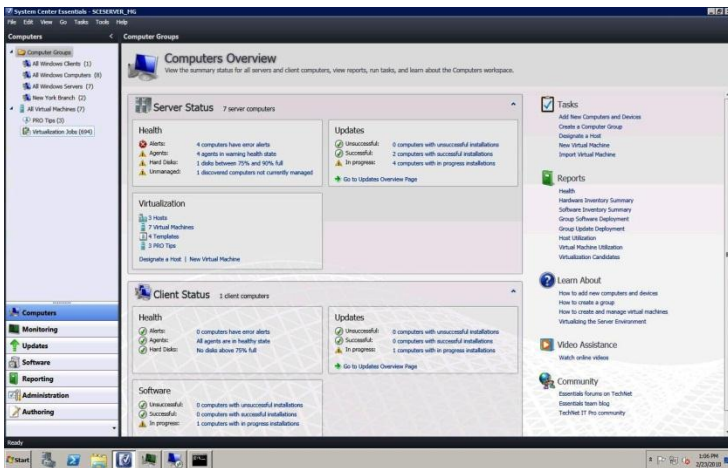 System Center Essentials - SCESERVER_MG
File Edit View Go Tasks Tools Help
Computers
Computer Groups
Computer Groups
All Windows Clients (1)
All Windows Computers (8)
All Windows Servers (7)
New York Branch (2)
All Virtual Machines (7)
PRO Tips (3)
Virtualization Jobs (694)
Computers Overview
View the summary status for all servers and client computers, view reports, run tasks, and learn about the Computers workspace.
Server Status 7 server computers
Health
Alerts: 4 computers have error alerts
Agents: 4 agents in warning health state
Hard Disks: 1 disks between 75% and 90% full
Unmanaged: 1 discovered computers not currently managed
Updates
Unsuccessful: 0 computers with unsuccessful installations
Successful: 2 computers with successful installations
In progress: 4 computers with in progress installations
Go to Updates Overview Page
Virtualization
3 Hosts
7 Virtual Machines
4 Templates
3 PRO Tips
Designate a Host | New Virtual Machine
Client Status 1 client computers
Health
Alerts: 0 computers have error alerts
Agents: All agents are in healthy state
Hard Disks: No disks above 75% full
Updates
Unsuccessful: 0 computers with unsuccessful installations
Successful: 0 computers with successful installations
In progress: 1 computers with in progress installations
Go to Updates Overview Page
Software
Unsuccessful: 0 computers with unsuccessful installations
Successful: 0 computers with successful installations
In progress: 1 computers with in progress installations
Tasks
Add New Computers and Devices
Create a Computer Group
Designate a Host
New Virtual Machine
Import Virtual Machine
Reports
Health
Hardware Inventory Summary
Software Inventory Summary
Group Software Deployment
Group Update Deployment
Host Utilization
Virtual Machine Utilization
Virtualization Candidates
Learn About
How to add new computers and devices
How to create a group
How to create and manage virtual machines
Virtualizing the Server Environment
Video Assistance
Watch online videos
Community
Essentials forums on TechNet
Essentials team blog
TechNet IT Pro community
Computers
Monitoring
Updates
Software
Reporting
Administration
Authoring
Ready
Start
1:06 PM
2/23/2010